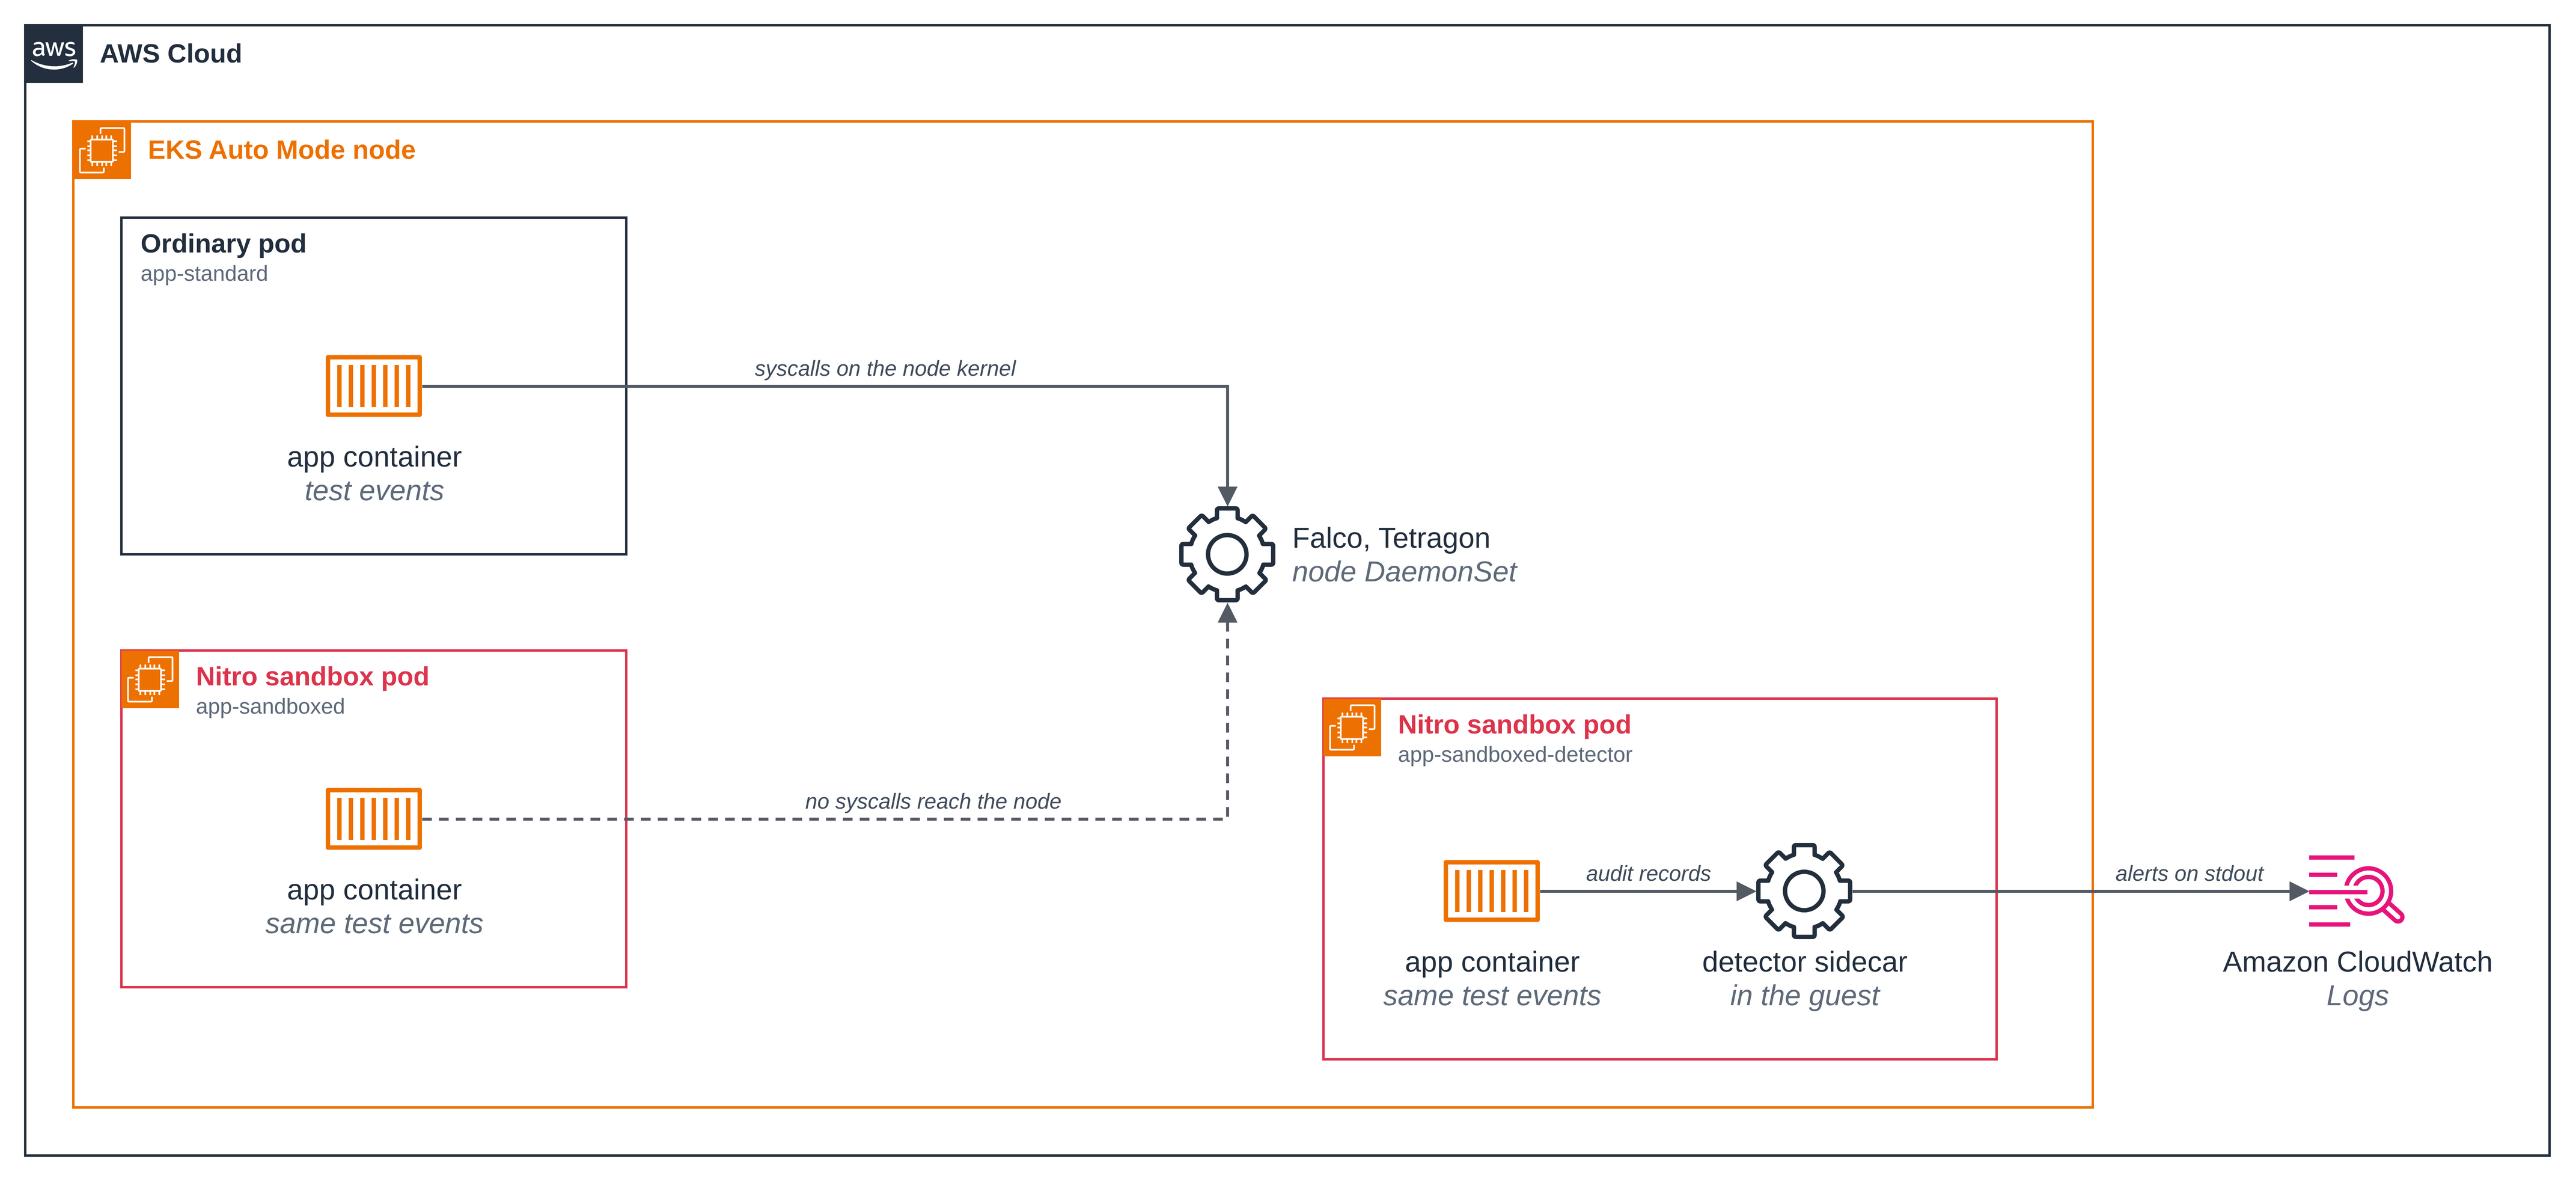 aws
AWS Cloud
EKS Auto Mode node
Ordinary pod
app-standard
syscalls on the node kernel
app container
test events
Falco, Tetragon
node DaemonSet
Nitro sandbox pod
app-sandboxed
no syscalls reach the node
app container
same test events
Nitro sandbox pod
app-sandboxed-detector
audit records
alerts on stdout
app container
same test events
detector sidecar
in the guest
Amazon CloudWatch
Logs